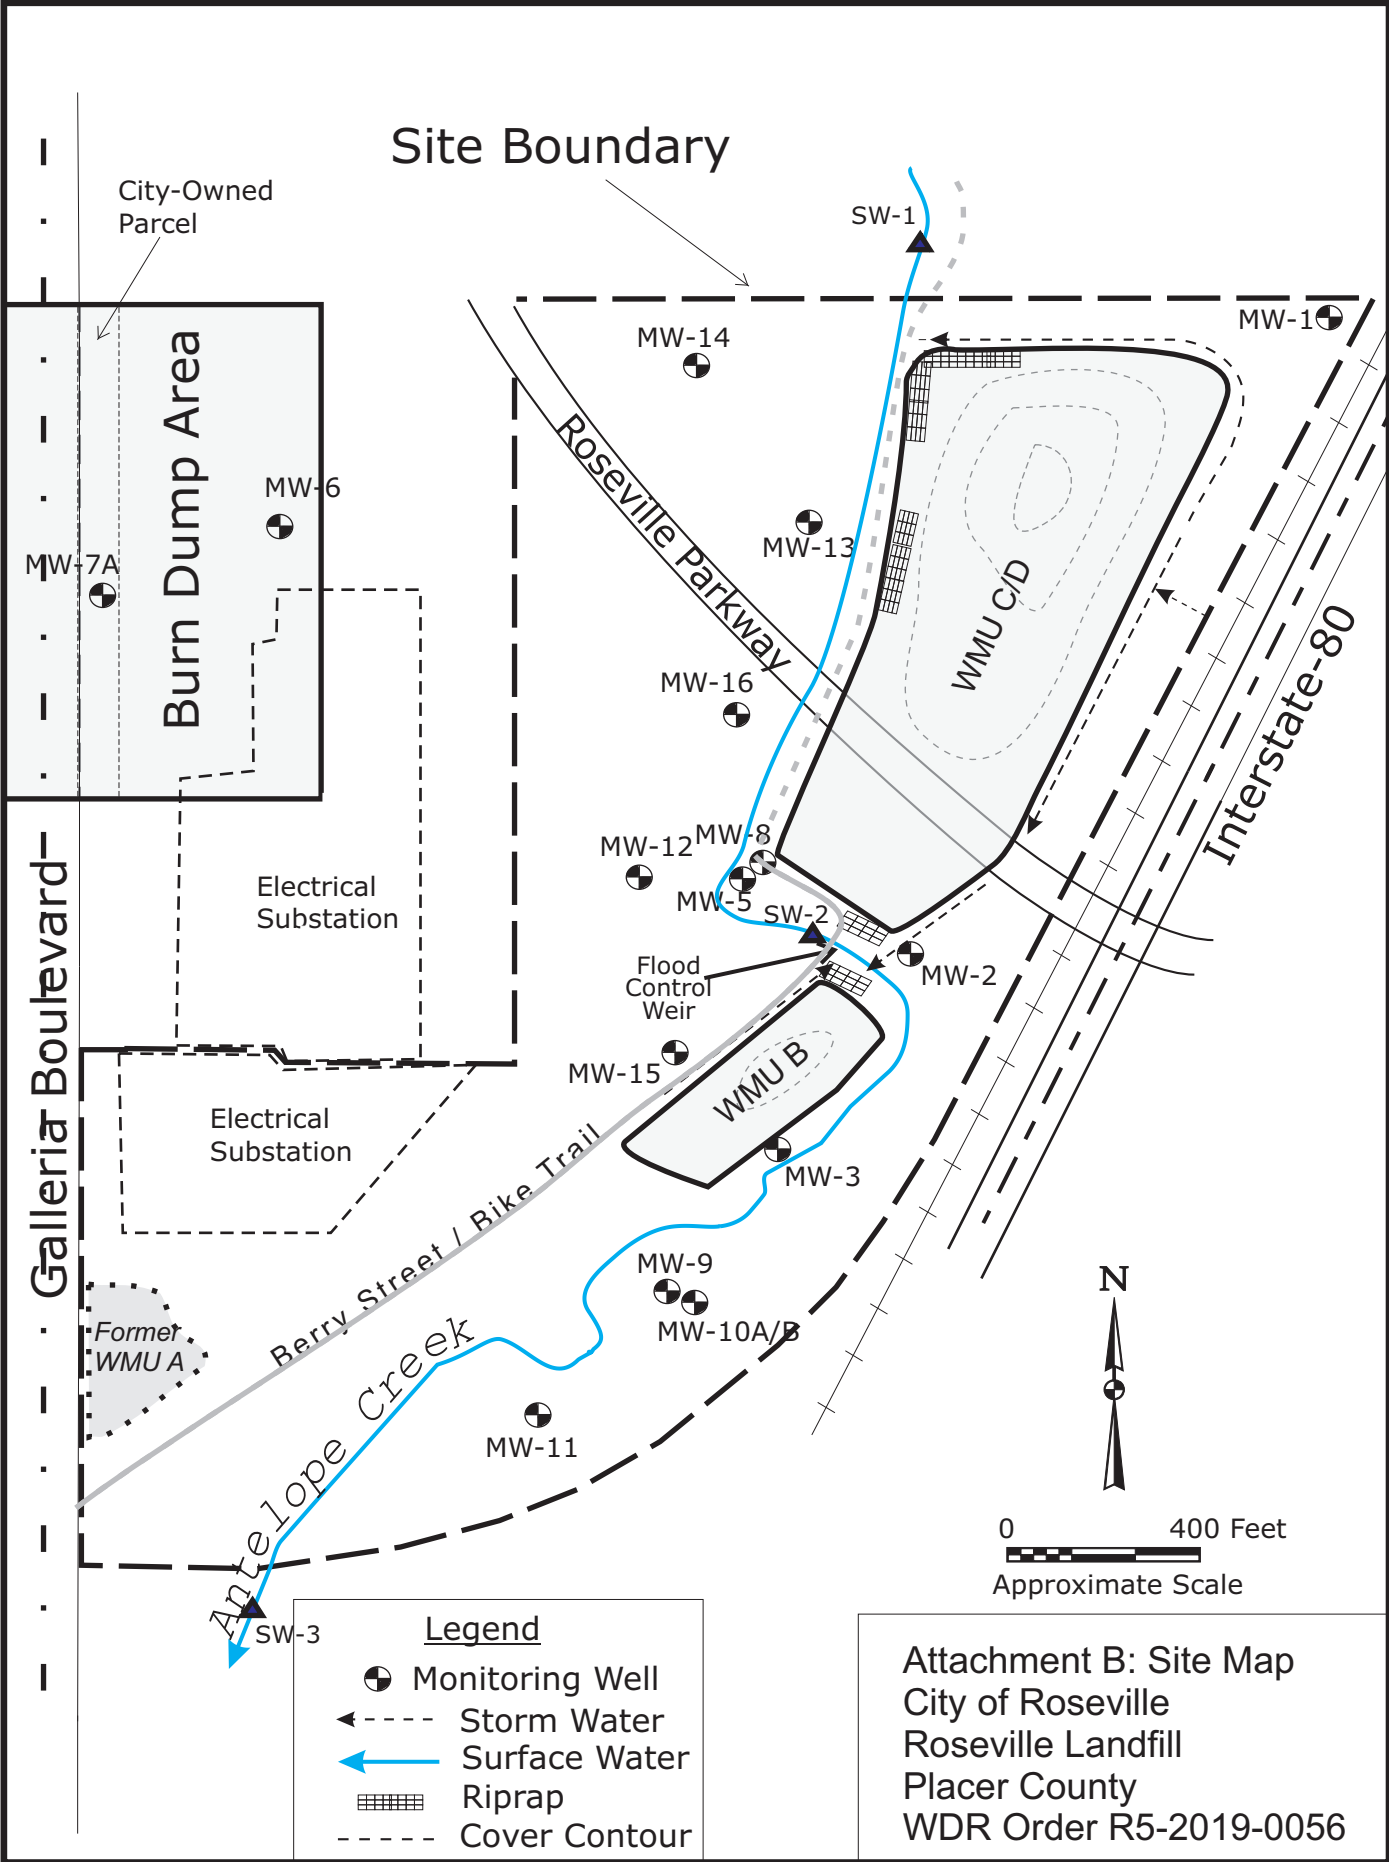 Site Boundary
City-Owned
Parcel
SW-1
MW-1
MW-14
Burn Dump Area
Roseville Parkway
MW-6
MW-13
MW-7A
WMU C/D
Interstate-80
MW-16
MW-8
MW-12
MW-5
SW-2
Electrical
Substation
Flood
Control
Weir
MW-2
Galleria Boulevard
MW-15
WMU B
Electrical
Substation
MW-3
Berry Street / Bike Trail
MW-9
MW-10A/B
Former
WMU A
Antelope Creek
MW-11
N
0 400 Feet
Approximate Scale
SW-3
Legend
Monitoring Well
Storm Water
Surface Water
Riprap
Cover Contour
Attachment B: Site Map
City of Roseville
Roseville Landfill
Placer County
WDR Order R5-2019-0056